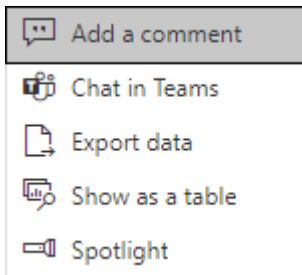 Add a comment
Chat in Teams
Export data
Show as a table
Spotlight